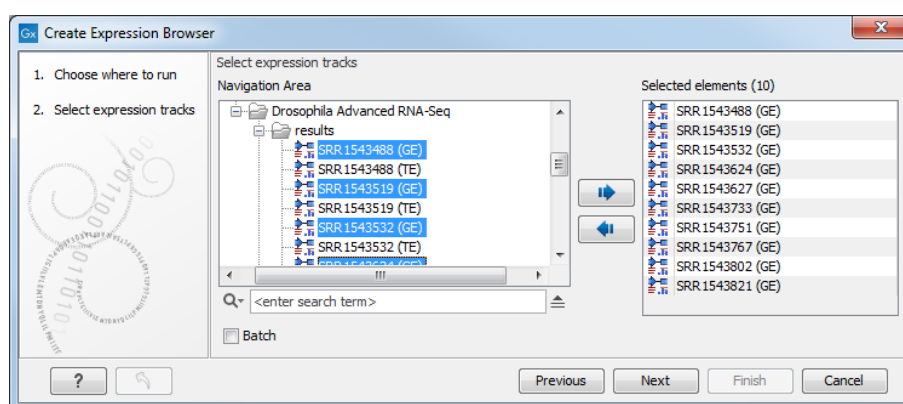 Gx Create Expression Browser
1. Choose where to run
2. Select expression tracks
Select expression tracks
Navigation Area
Drosophila Advanced RNA-Seq
results
SRR1543488 (GE)
SRR1543488 (TE)
SRR1543519 (GE)
SRR1543519 (TE)
SRR1543532 (GE)
SRR1543532 (TE)
<enter search term>
Batch
Selected elements (10)
SRR1543488 (GE)
SRR1543519 (GE)
SRR1543532 (GE)
SRR1543624 (GE)
SRR1543627 (GE)
SRR1543733 (GE)
SRR1543751 (GE)
SRR1543767 (GE)
SRR1543802 (GE)
SRR1543821 (GE)
?
Previous Next Finish Cancel